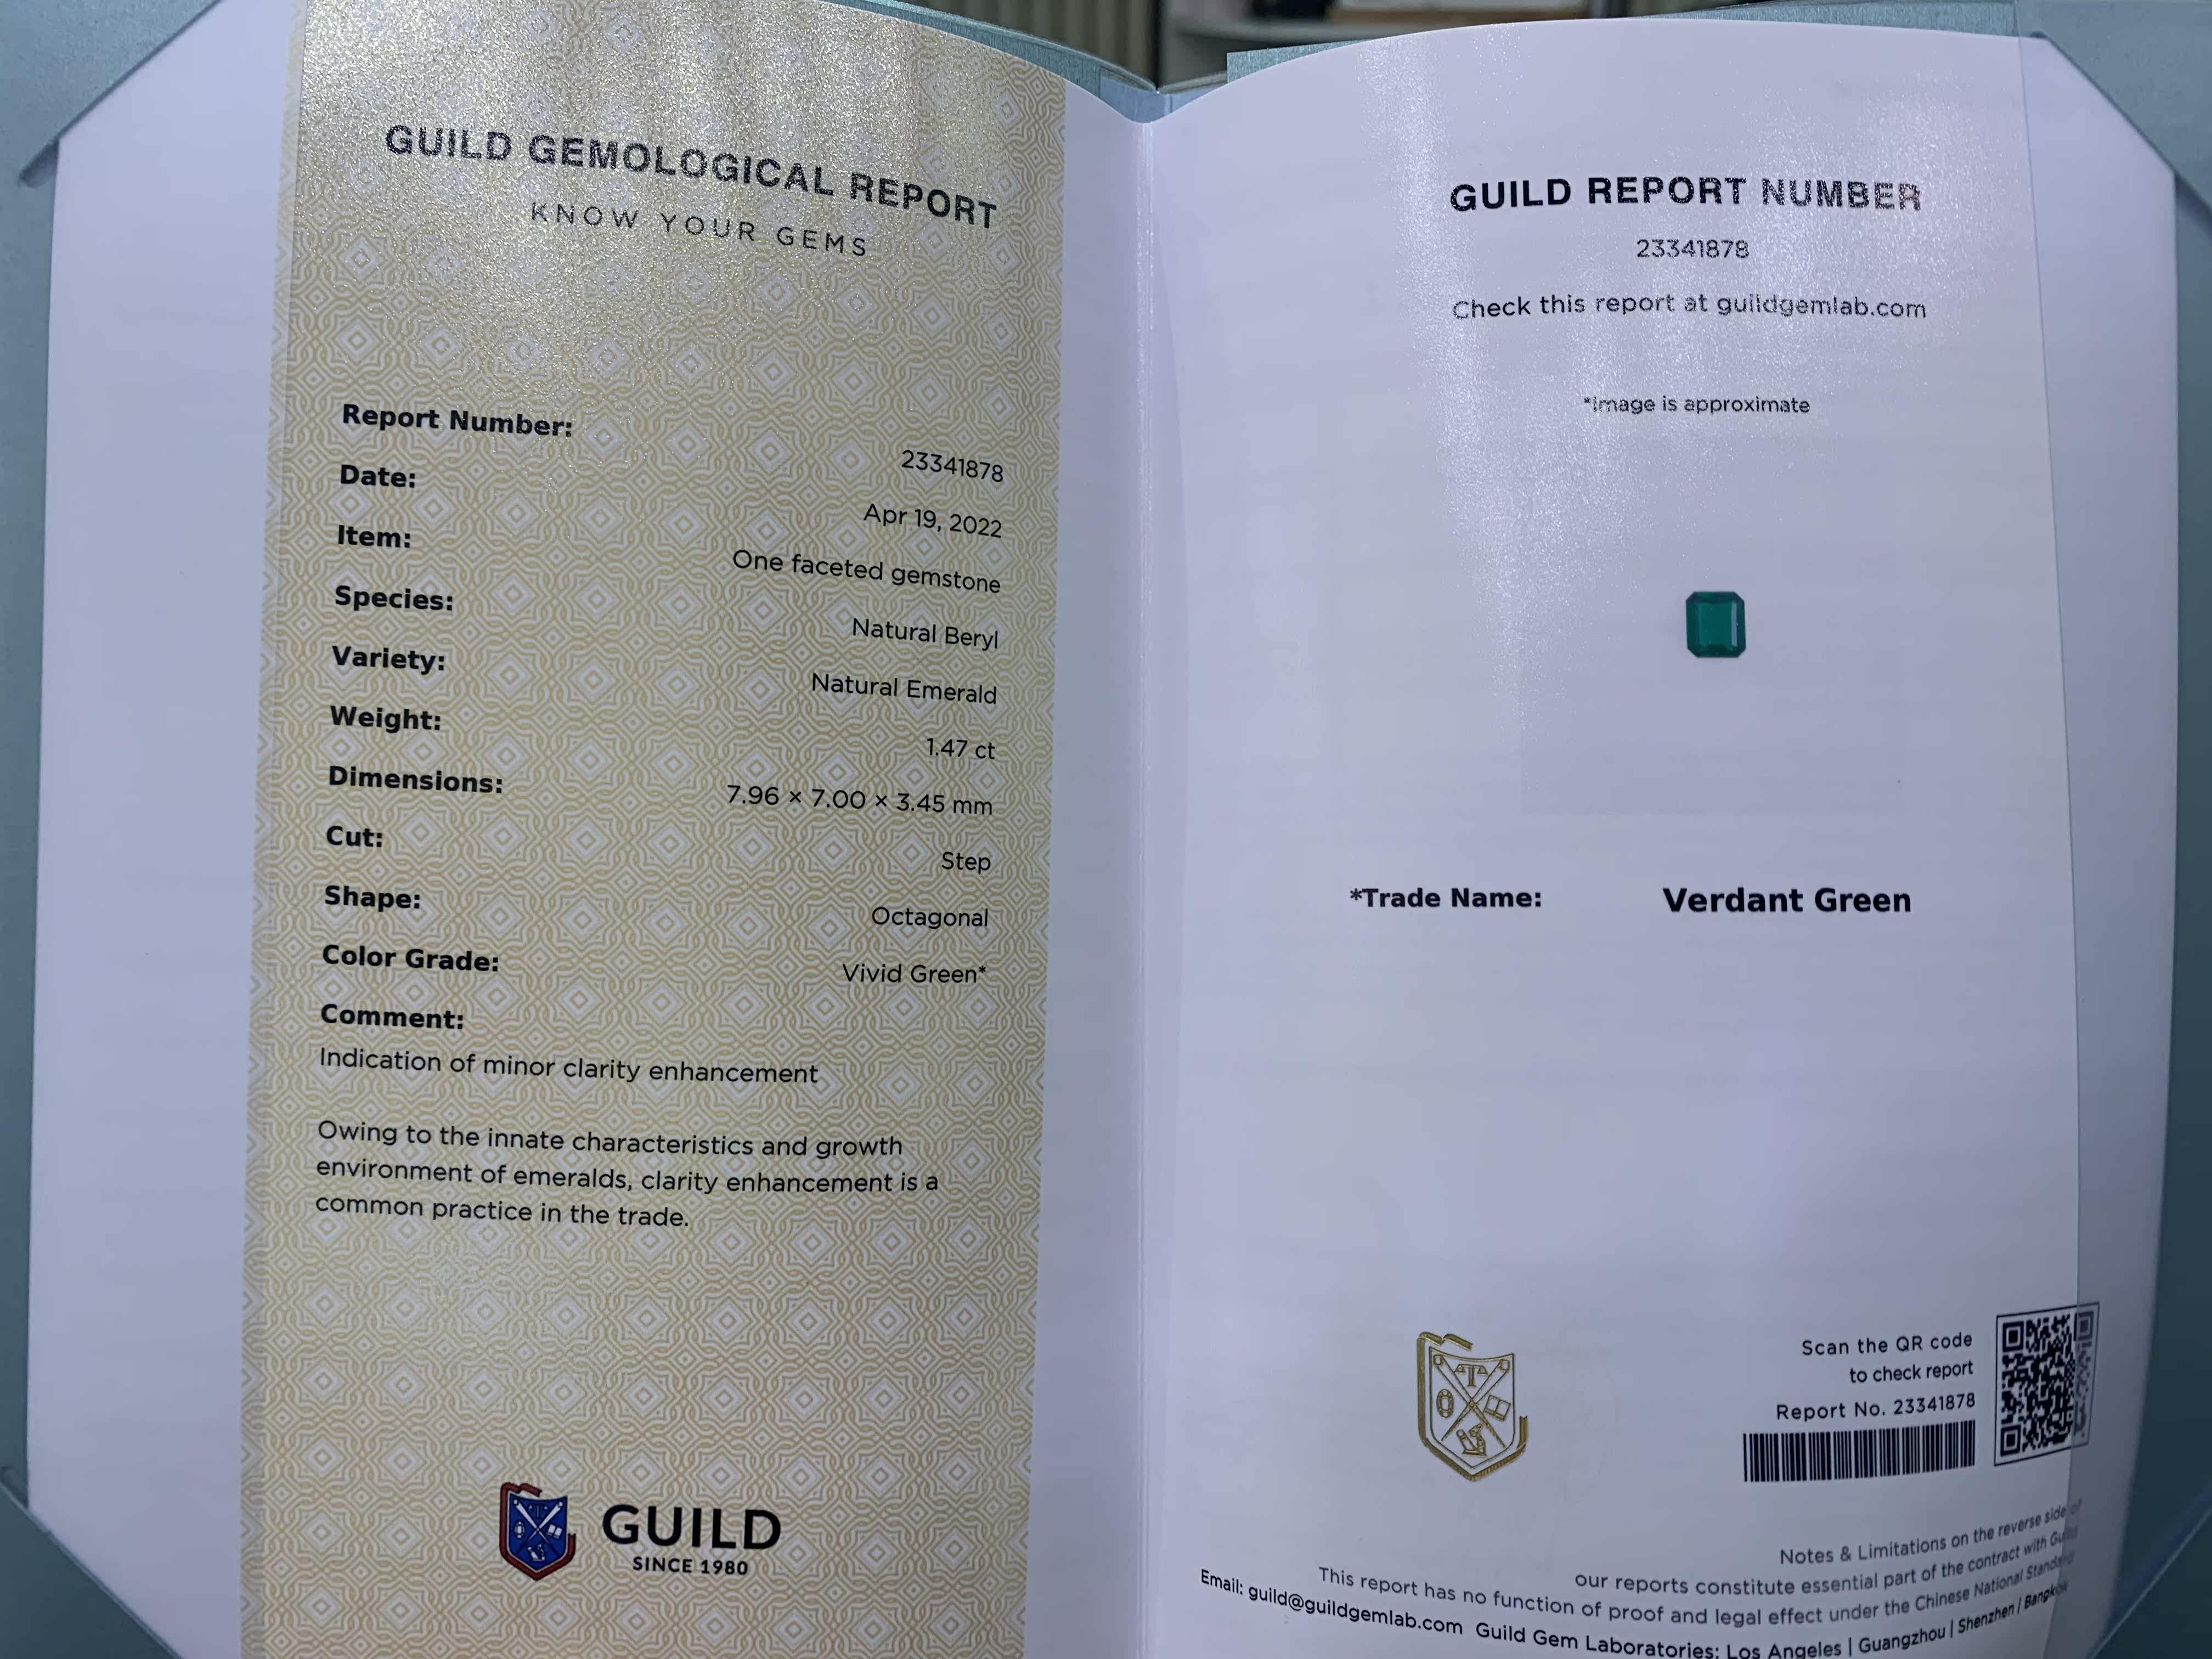 GUILD GEMOLOGICAL REPORT
KNOW YOUR GEMS
Report Number: 23341878
Date: Apr 19, 2022
Item: One faceted gemstone
Species: Natural Beryl
Variety: Natural Emerald
Weight: 1.47 ct
Dimensions: 7.96 × 7.00 × 3.45 mm
Cut: Step
Shape: Octagonal
Color Grade: Vivid Green*
Comment:
Indication of minor clarity enhancement
Owing to the innate characteristics and growth
environment of emeralds, clarity enhancement is a
common practice in the trade.
GUILD
SINCE 1980
GUILD REPORT NUMBER
23341878
Check this report at guildgemlab.com
*Image is approximate
*Trade Name: Verdant Green
Scan the QR code
to check report
Report No. 23341878
Notes & Limitations on the reverse side of
our reports constitute essential part of the contract with Guild
This report has no function of proof and legal effect under the Chinese National Standard
Email: guild@guildgemlab.com Guild Gem Laboratories: Los Angeles | Guangzhou | Shenzhen | Bangkok